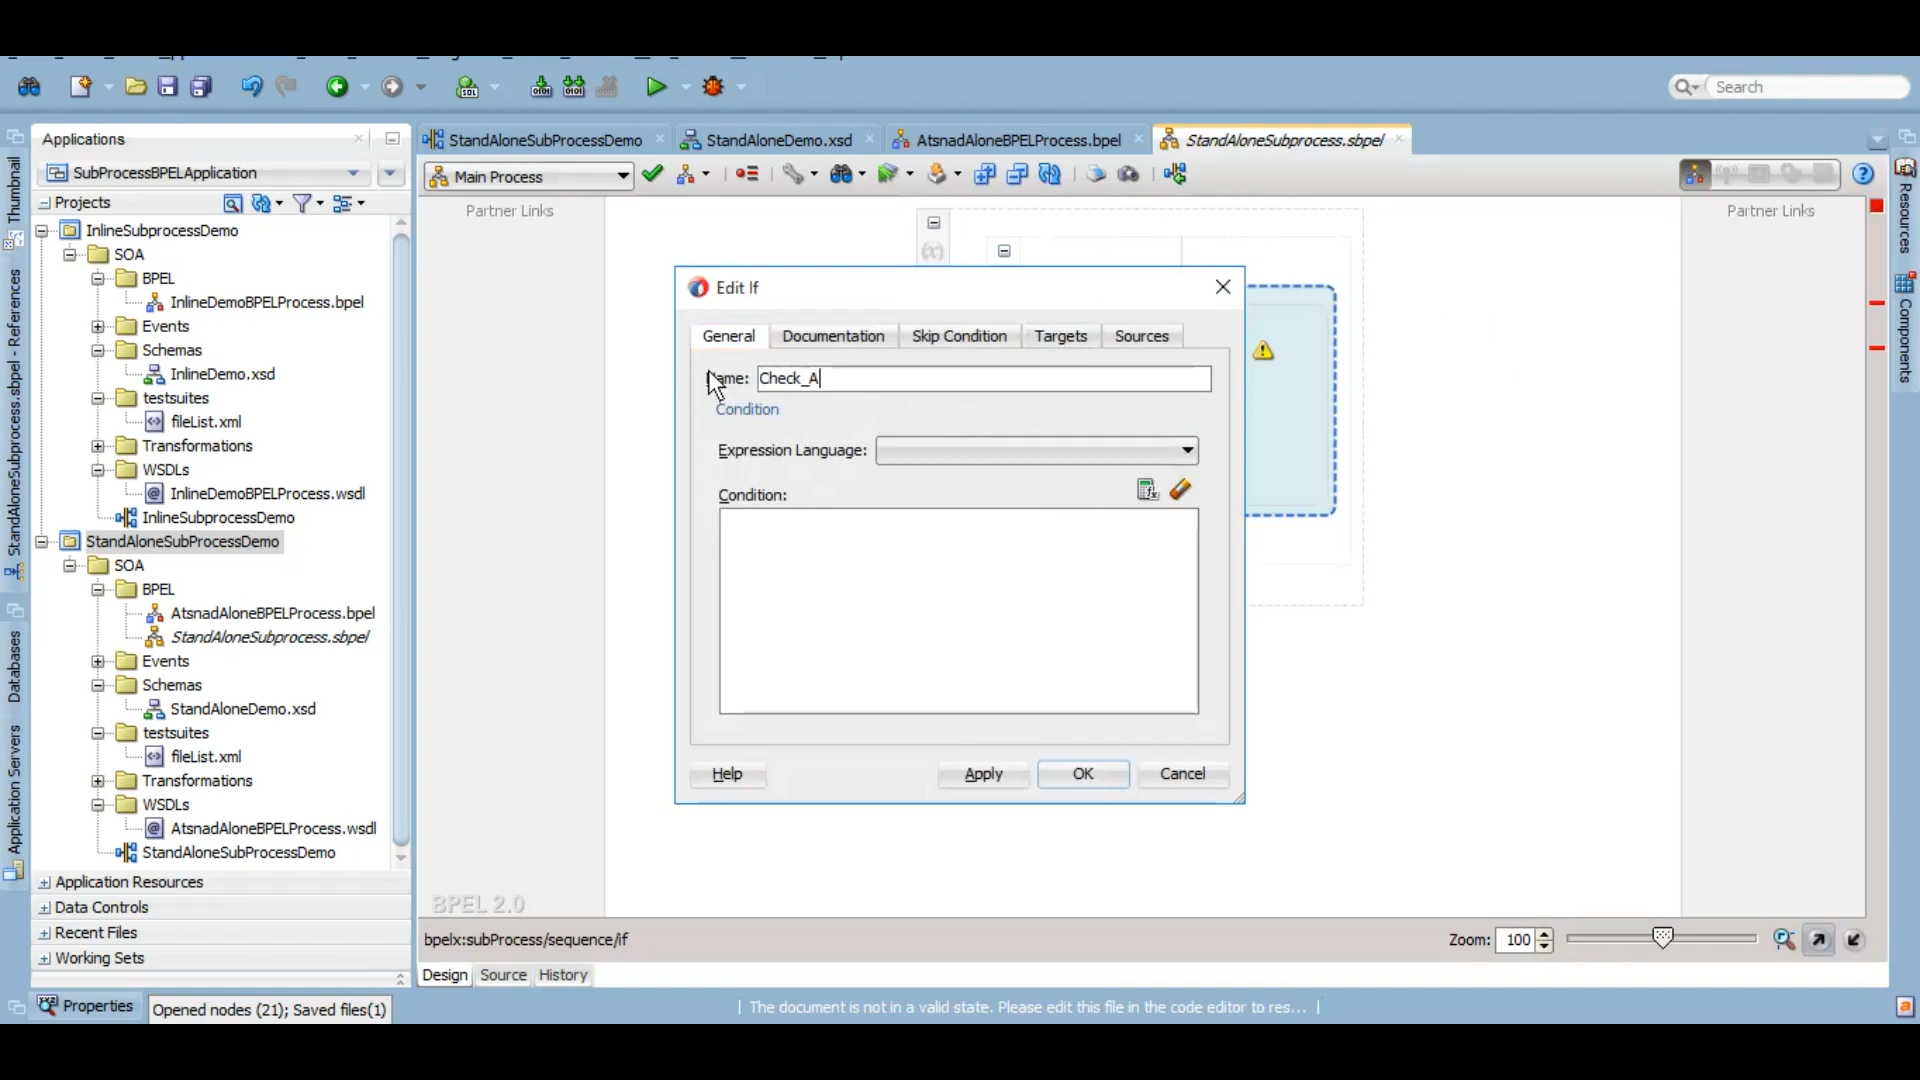 Search
Applications
StandAloneSubProcessDemo
StandAloneDemo.xsd
AtsnadAloneBPELProcess.bpel
StandAloneSubprocess.sbpel
SubProcessBPELApplication
Main Process
Projects
Partner Links
Partner Links
InlineSubprocessDemo
SOA
BPEL
InlineDemoBPELProcess.bpel
Events
Schemas
InlineDemo.xsd
testsuites
fileList.xml
Transformations
WSDLs
InlineDemoBPELProcess.wsdl
InlineSubprocessDemo
StandAloneSubProcessDemo
SOA
BPEL
AtsnadAloneBPELProcess.bpel
StandAloneSubprocess.sbpel
Events
Schemas
StandAloneDemo.xsd
testsuites
fileList.xml
Transformations
WSDLs
AtsnadAloneBPELProcess.wsdl
StandAloneSubProcessDemo
Application Resources
Data Controls
Recent Files
Working Sets
Thumbnail
StandAloneSubprocess.sbpel - References
Databases
Application Servers
Edit If
General
Documentation
Skip Condition
Targets
Sources
Name: Check_A
Condition
Expression Language:
Condition:
Help
Apply
OK
Cancel
BPEL 2.0
bpelx:subProcess/sequence/if
Zoom: 100
Design
Source
History
Resources
Components
Properties
Opened nodes (21); Saved files(1)
| The document is not in a valid state. Please edit this file in the code editor to res... |